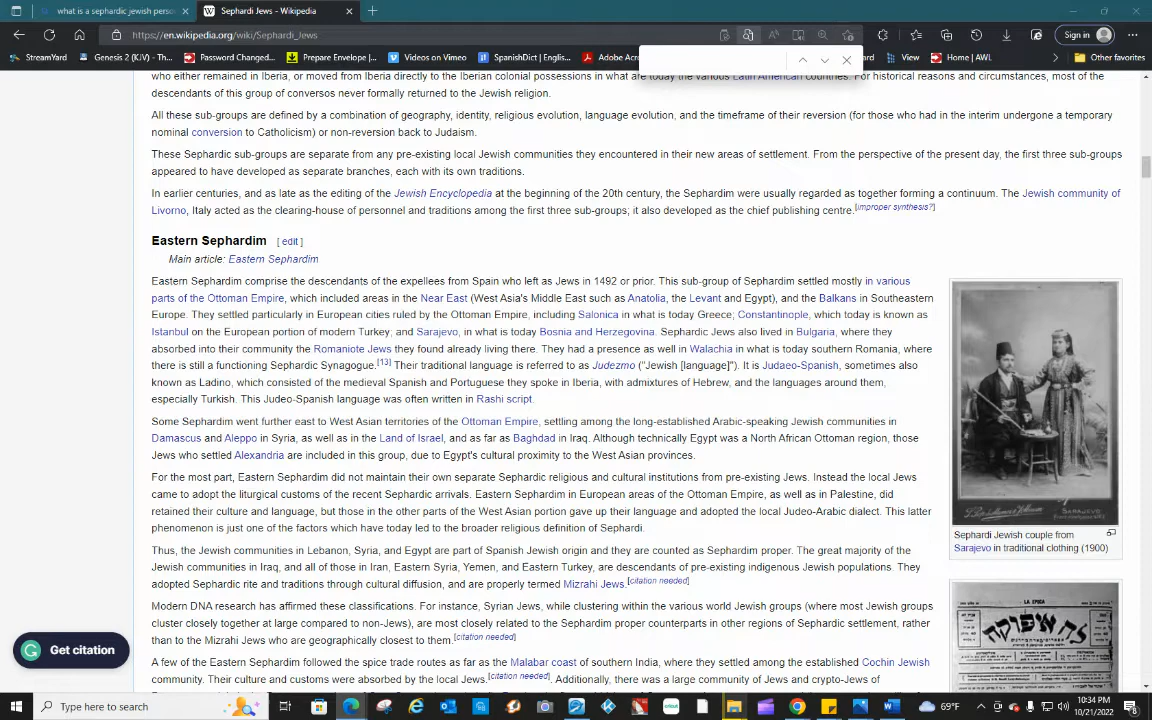 what is a sephardic jewish perso
Sephardi Jews - Wikipedia
https://en.wikipedia.org/wiki/Sephardi_Jews
Sign in
StreamYard
Genesis 2 (KJV) - Th...
Password Changed...
Prepare Envelope |...
Videos on Vimeo
SpanishDict | Englis...
Adobe Acro
ard
View
Home | AWL
Other favorites
who either remained in Iberia, or moved from Iberia directly to the Iberian colonial possessions in what are today the various Latin American countries. For historical reasons and circumstances, most of the
descendants of this group of conversos never formally returned to the Jewish religion.
All these sub-groups are defined by a combination of geography, identity, religious evolution, language evolution, and the timeframe of their reversion (for those who had in the interim undergone a temporary
nominal conversion to Catholicism) or non-reversion back to Judaism.
These Sephardic sub-groups are separate from any pre-existing local Jewish communities they encountered in their new areas of settlement. From the perspective of the present day, the first three sub-groups
appeared to have developed as separate branches, each with its own traditions.
In earlier centuries, and as late as the editing of the Jewish Encyclopedia at the beginning of the 20th century, the Sephardim were usually regarded as together forming a continuum. The Jewish community of
Livorno, Italy acted as the clearing-house of personnel and traditions among the first three sub-groups; it also developed as the chief publishing centre.[improper synthesis?]
Eastern Sephardim [ edit ]
Main article: Eastern Sephardim
Eastern Sephardim comprise the descendants of the expellees from Spain who left as Jews in 1492 or prior. This sub-group of Sephardim settled mostly in various
parts of the Ottoman Empire, which included areas in the Near East (West Asia's Middle East such as Anatolia, the Levant and Egypt), and the Balkans in Southeastern
Europe. They settled particularly in European cities ruled by the Ottoman Empire, including Salonica in what is today Greece; Constantinople, which today is known as
Istanbul on the European portion of modern Turkey; and Sarajevo, in what is today Bosnia and Herzegovina. Sephardic Jews also lived in Bulgaria, where they
absorbed into their community the Romaniote Jews they found already living there. They had a presence as well in Walachia in what is today southern Romania, where
there is still a functioning Sephardic Synagogue.[13] Their traditional language is referred to as Judezmo ("Jewish [language]"). It is Judaeo-Spanish, sometimes also
known as Ladino, which consisted of the medieval Spanish and Portuguese they spoke in Iberia, with admixtures of Hebrew, and the languages around them,
especially Turkish. This Judeo-Spanish language was often written in Rashi script.
Some Sephardim went further east to West Asian territories of the Ottoman Empire, settling among the long-established Arabic-speaking Jewish communities in
Damascus and Aleppo in Syria, as well as in the Land of Israel, and as far as Baghdad in Iraq. Although technically Egypt was a North African Ottoman region, those
Jews who settled Alexandria are included in this group, due to Egypt's cultural proximity to the West Asian provinces.
For the most part, Eastern Sephardim did not maintain their own separate Sephardic religious and cultural institutions from pre-existing Jews. Instead the local Jews
came to adopt the liturgical customs of the recent Sephardic arrivals. Eastern Sephardim in European areas of the Ottoman Empire, as well as in Palestine, did
retained their culture and language, but those in the other parts of the West Asian portion gave up their language and adopted the local Judeo-Arabic dialect. This latter
phenomenon is just one of the factors which have today led to the broader religious definition of Sephardi.
Thus, the Jewish communities in Lebanon, Syria, and Egypt are part of Spanish Jewish origin and they are counted as Sephardim proper. The great majority of the
Jewish communities in Iraq, and all of those in Iran, Eastern Syria, Yemen, and Eastern Turkey, are descendants of pre-existing indigenous Jewish populations. They
adopted Sephardic rite and traditions through cultural diffusion, and are properly termed Mizrahi Jews.[citation needed]
Modern DNA research has affirmed these classifications. For instance, Syrian Jews, while clustering within the various world Jewish groups (where most Jewish groups
cluster closely together at large compared to non-Jews), are most closely related to the Sephardim proper counterparts in other regions of Sephardic settlement, rather
than to the Mizrahi Jews who are geographically closest to them.[citation needed]
A few of the Eastern Sephardim followed the spice trade routes as far as the Malabar coast of southern India, where they settled among the established Cochin Jewish
community. Their culture and customs were absorbed by the local Jews.[citation needed]. Additionally, there was a large community of Jews and crypto-Jews of
SARAJEVO
Sephardi Jewish couple from
Sarajevo in traditional clothing (1900)
LA EPOCA
לה איפוקה
Get citation
Type here to search
69°F
10:34 PM
10/21/2022
8